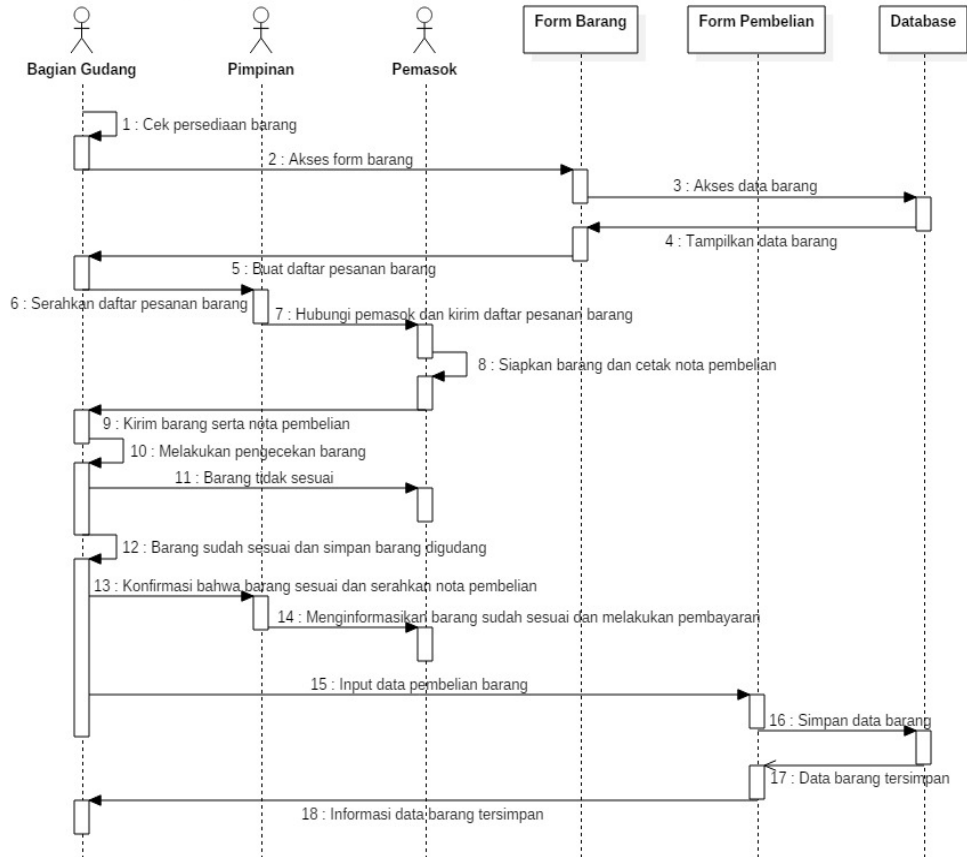 Form Barang
Form Pembelian
Database
Bagian Gudang
Pimpinan
Pemasok
1 : Cek persediaan barang
2 : Akses form barang
3 : Akses data barang
4 : Tampilkan data barang
5 : Buat daftar pesanan barang
6 : Serahkan daftar pesanan barang
7 : Hubungi pemasok dan kirim daftar pesanan barang
8 : Siapkan barang dan cetak nota pembelian
9 : Kirim barang serta nota pembelian
10 : Melakukan pengecekan barang
11 : Barang tidak sesuai
12 : Barang sudah sesuai dan simpan barang digudang
13 : Konfirmasi bahwa barang sesuai dan serahkan nota pembelian
14 : Menginformasikan barang sudah sesuai dan melakukan pembayaran
15 : Input data pembelian barang
16 : Simpan data barang
17 : Data barang tersimpan
18 : Informasi data barang tersimpan